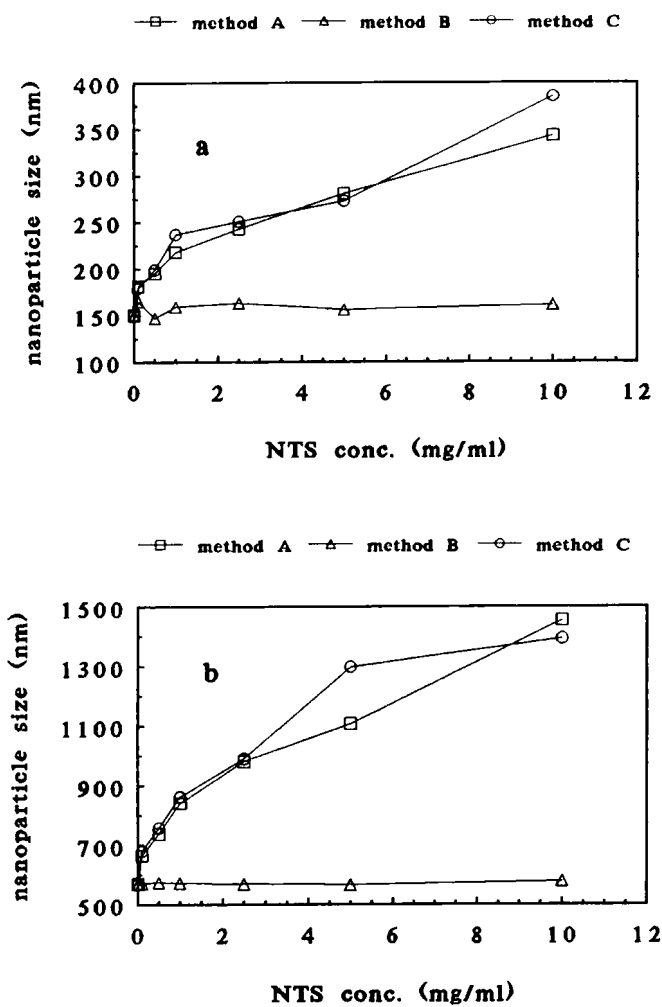 method A method B method C
400
350
300
250
200
150
100
nanoparticle size (nm)
a
0 2 4 6 8 10 12
NTS conc. (mg/ml)
method A method B method C
1500
1300
1100
900
700
500
nanoparticle size (nm)
b
0 2 4 6 8 10 12
NTS conc. (mg/ml)